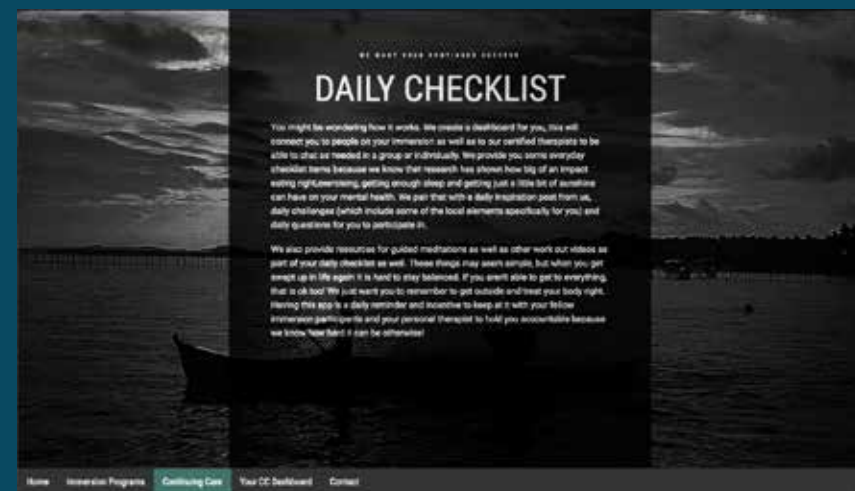 WE WANT YOUR CONTINUED SUCCESS
DAILY CHECKLIST
You might be wondering how it works. We create a dashboard for you, this will
connect you to people on your immersion as well as to our certified therapists to be
able to chat as needed in a group or individually. We provide you some everyday
checklist items because we know that research has shown how big of an impact
eating right,exercising, getting enough sleep and getting just a little bit of sunshine
can have on your mental health. We pair that with a daily inspiration post from us,
daily challenges (which include some of the local elements specifically for you) and
daily questions for you to participate in.
We also provide resources for guided meditations as well as other work out videos as
part of your daily checklist as well. These things may seem simple, but when you get
swept up in life again it is hard to stay balanced. If you arent able to get to everything,
that is ok too! We just want you to remember to get outside and treat your body right.
Having this app is a daily reminder and incentive to keep at it with your fellow
immersion participants and your personal therapist to hold you accountable because
we know how hard it can be otherwise!
Home Immersion Programs Continuing Care Your CC Dashboard Contact